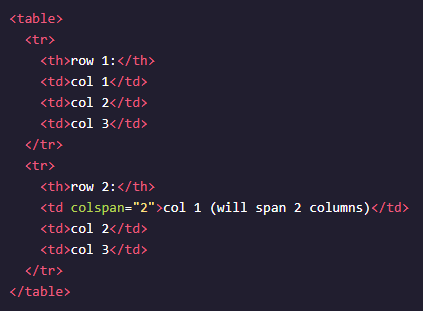 <table>
  <tr>
    <th>row 1:</th>
    <td>col 1</td>
    <td>col 2</td>
    <td>col 3</td>
  </tr>
  <tr>
    <th>row 2:</th>
    <td colspan="2">col 1 (will span 2 columns)</td>
    <td>col 2</td>
    <td>col 3</td>
  </tr>
</table>